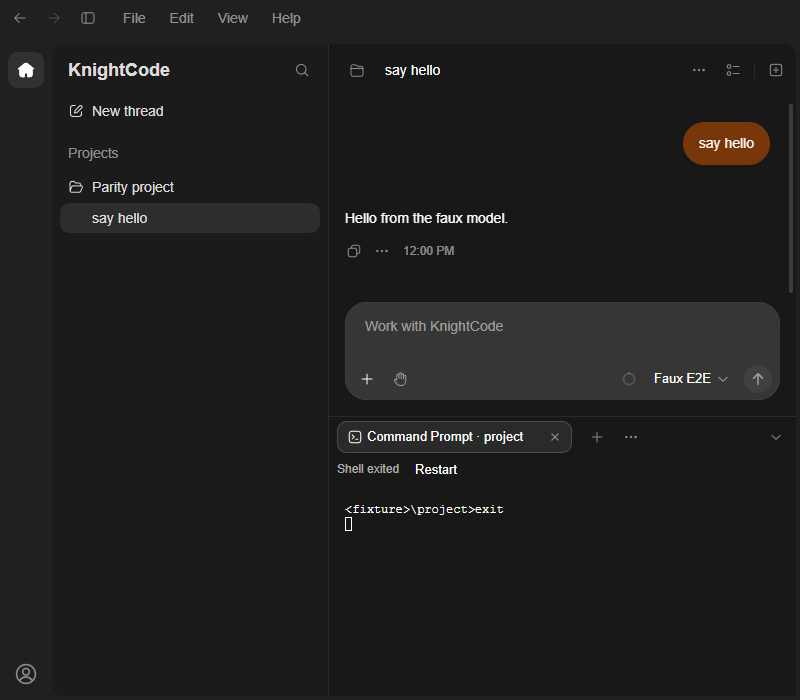 File Edit View Help
KnightCode
New thread
Projects
Parity project
say hello
say hello
say hello
Hello from the faux model.
12:00 PM
Work with KnightCode
Faux E2E
Command Prompt · project
Shell exited Restart
<fixture>\project>exit